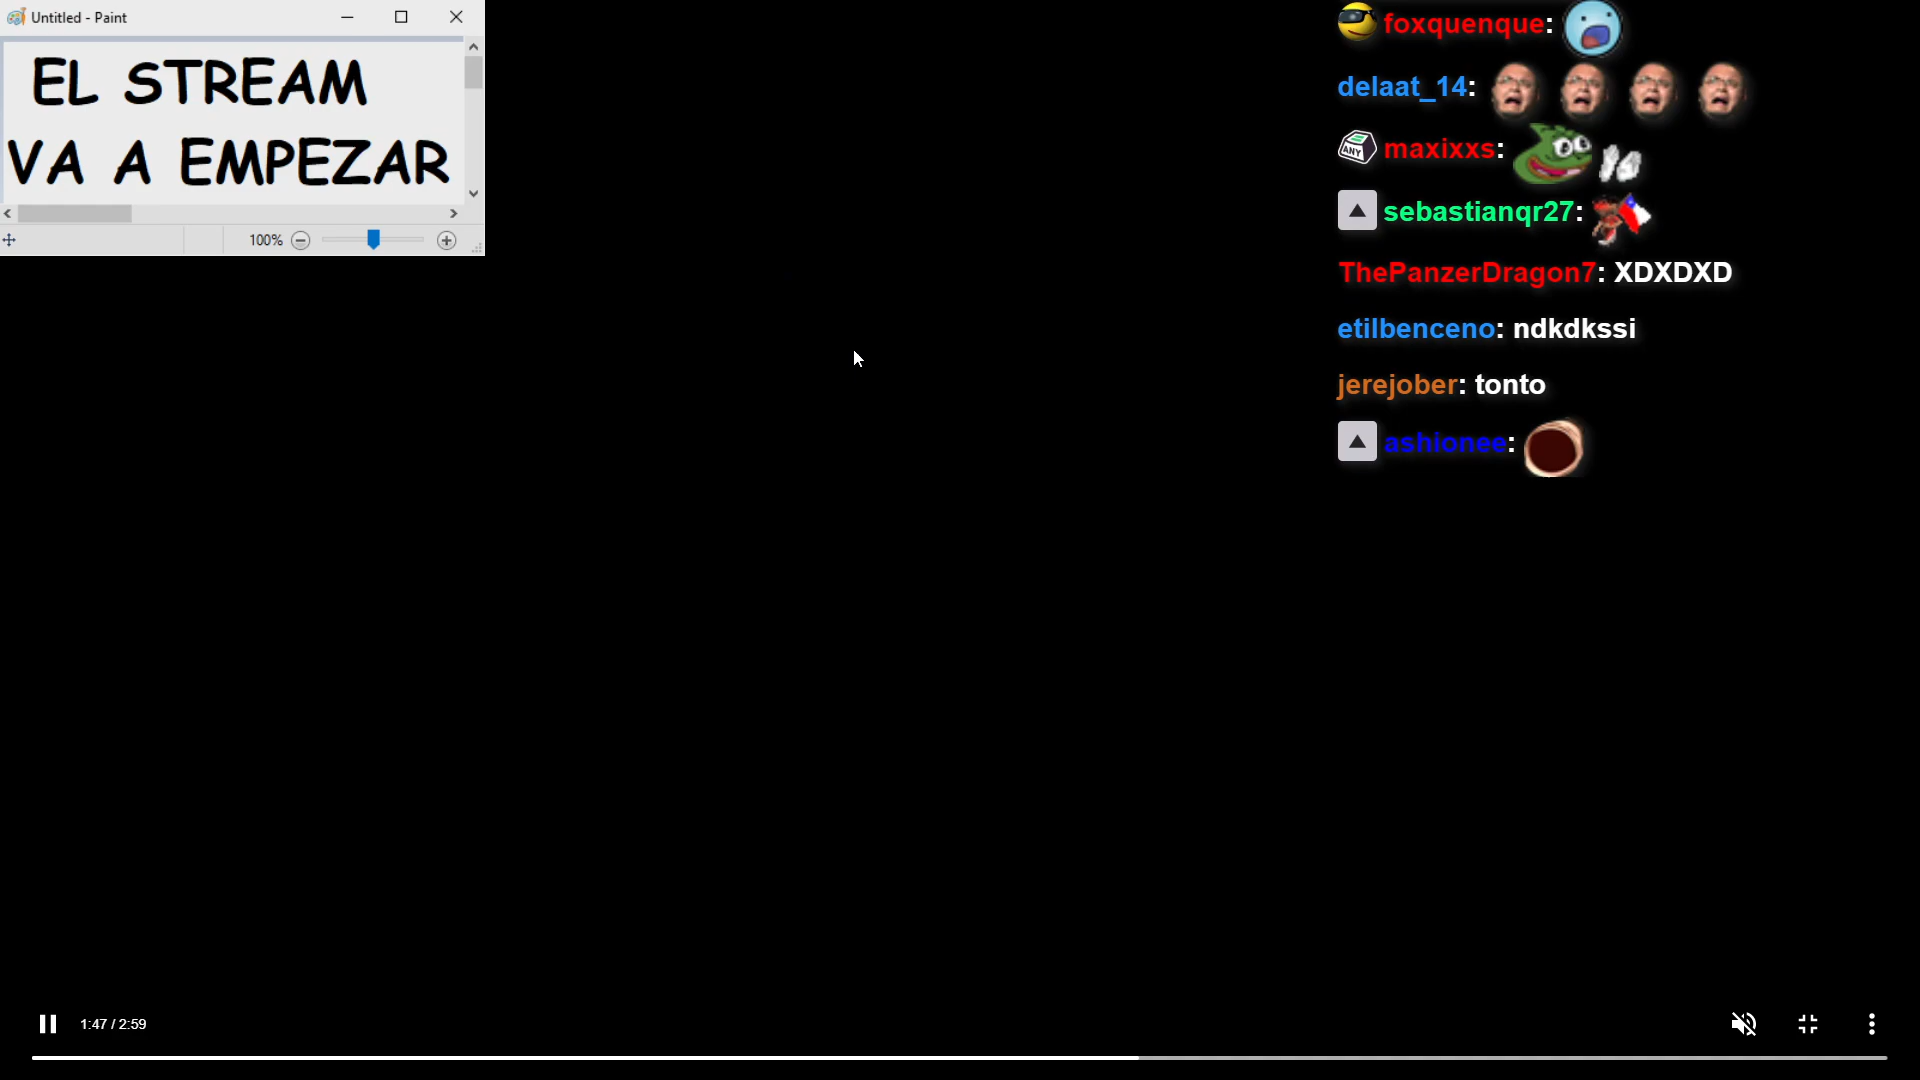 Untitled - Paint
EL STREAM
VA A EMPEZAR
100%
foxquenque:
delaat_14:
ANY maxixxs:
sebastianqr27:
ThePanzerDragon7: XDXDXD
etilbenceno: ndkdkssi
jerejober: tonto
ashionee:
1:47 / 2:59